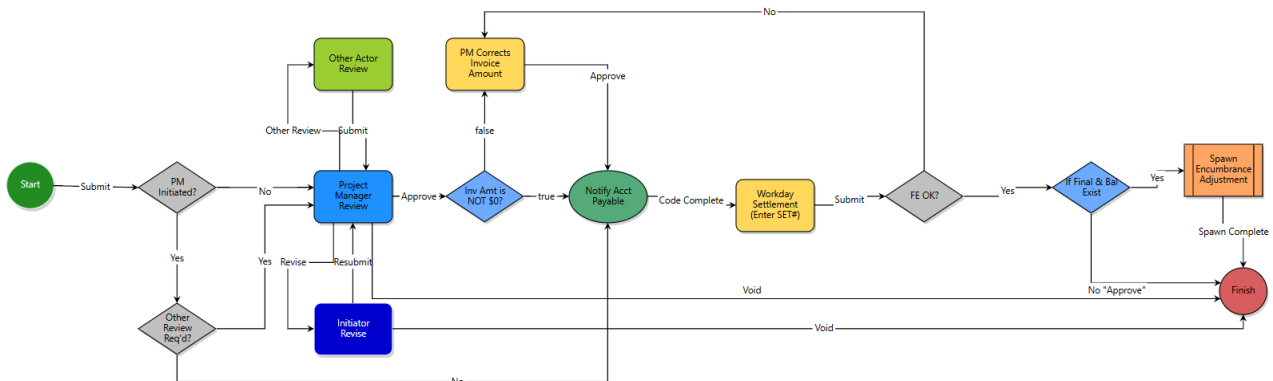 No
Other Actor
Review
PM Corrects
Invoice
Amount
Approve
Other Review
Submit
false
Start
Submit
PM
Initiated?
No
Project
Manager
Review
Approve
Inv Amt is
NOT $0?
true
Notify Acct
Payable
Code Complete
Workday
Settlement
(Enter SET#)
Submit
FE OK?
Yes
If Final & Bal
Exist
Yes
Spawn
Encumbrance
Adjustment
Spawn Complete
Yes
Yes
Revise
Resubmit
Void
No "Approve"
Finish
Other
Review
Req'd?
Initiator
Revise
Void
No